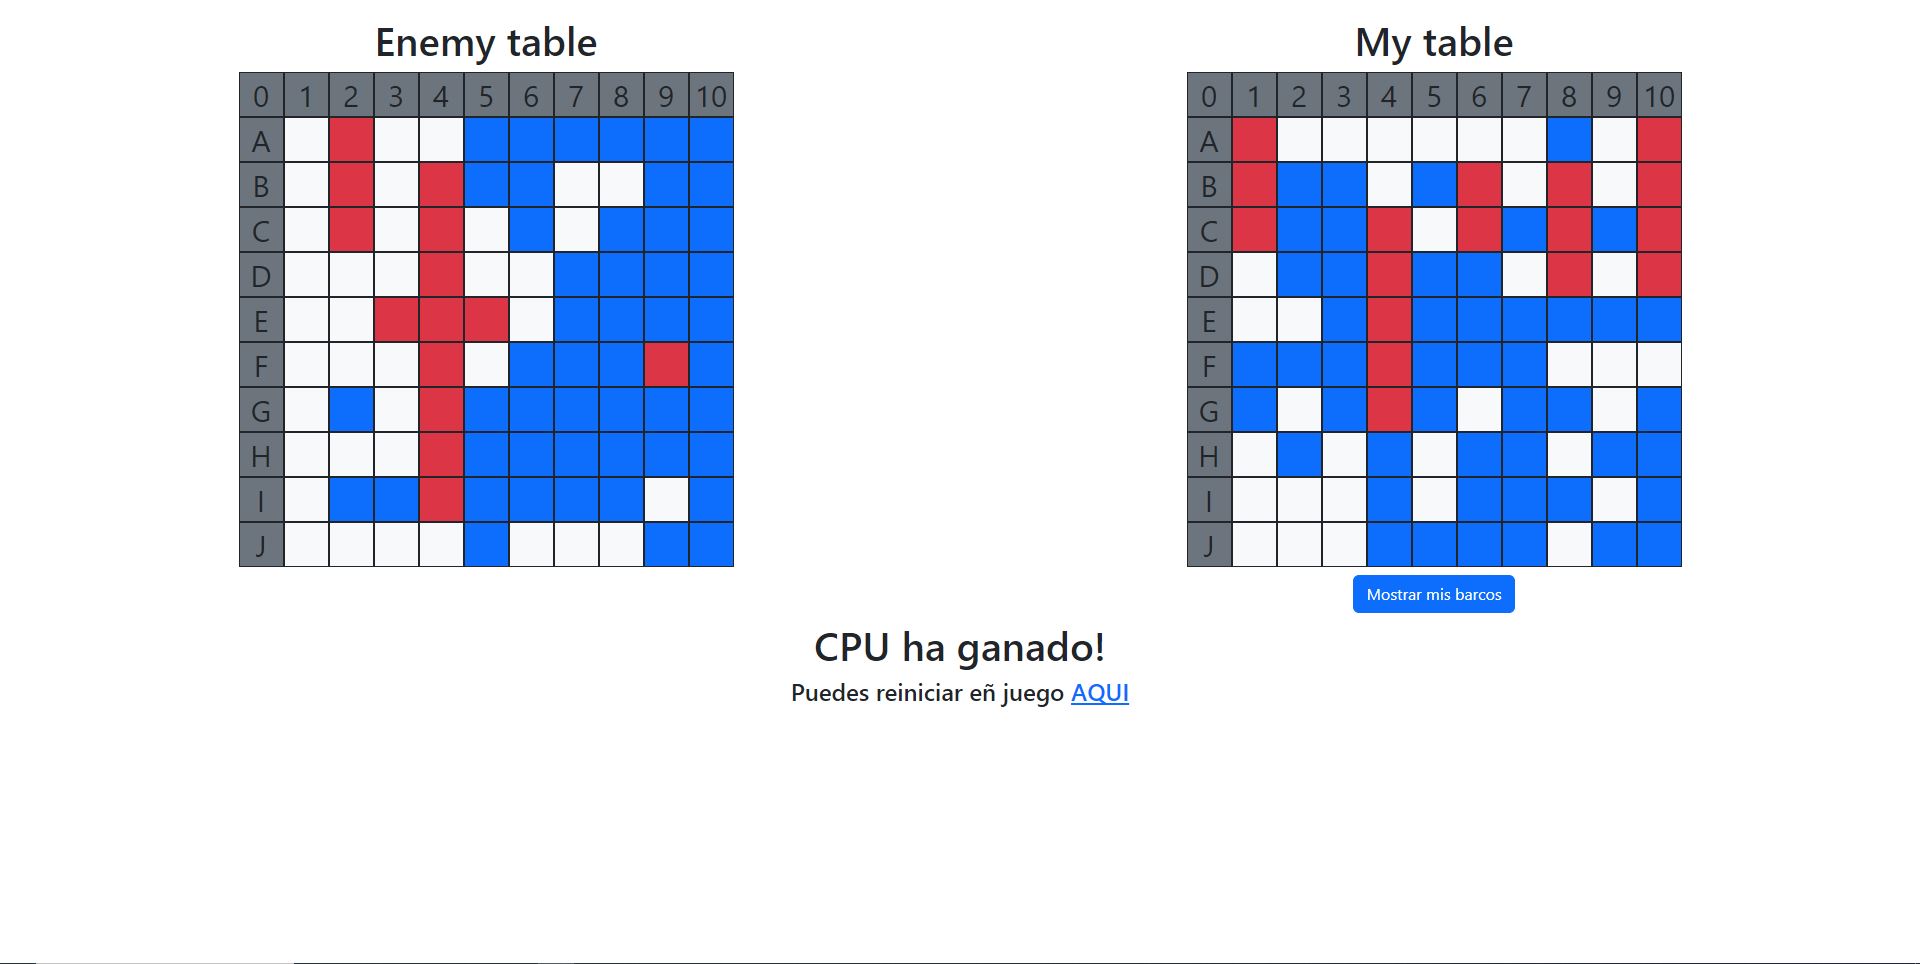 Enemy table
0 1 2 3 4 5 6 7 8 9 10
A
B
C
D
E
F
G
H
I
J
My table
0 1 2 3 4 5 6 7 8 9 10
A
B
C
D
E
F
G
H
I
J
Mostrar mis barcos
CPU ha ganado!
Puedes reiniciar eñ juego AQUI